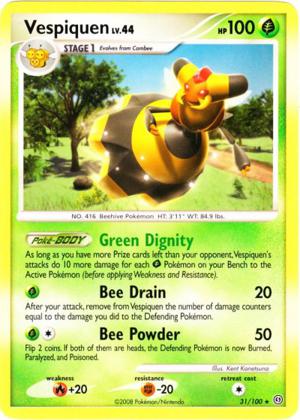 Vespiquen LV.44
HP 100
STAGE 1 Evolves from Combee
NO. 416 Beehive Pokémon HT: 3'11" WT: 84.9 lbs.
Poké-BODY Green Dignity
As long as you have more Prize cards left than your opponent, Vespiquen's
attacks do 10 more damage for each Pokémon on your Bench to the
Active Pokémon (before applying Weakness and Resistance).
Bee Drain 20
After your attack, remove from Vespiquen the number of damage counters
equal to the damage you did to the Defending Pokémon.
Bee Powder 50
Flip 2 coins. If both of them are heads, the Defending Pokémon is now Burned,
Paralyzed, and Poisoned.
weakness resistance retreat cost
+20 -20
Illus. Kent Kanetsuna
©2008 Pokémon/Nintendo 31/100